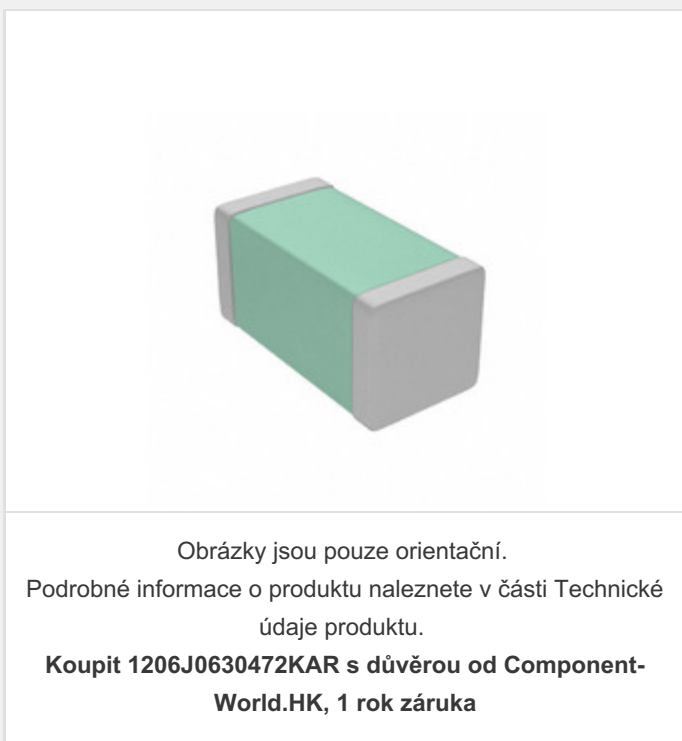 Obrázky jsou pouze orientační.
Podrobné informace o produktu naleznete v části Technické
údaje produktu.
Koupit 1206J0630472KAR s důvěrou od Component-
World.HK, 1 rok záruka